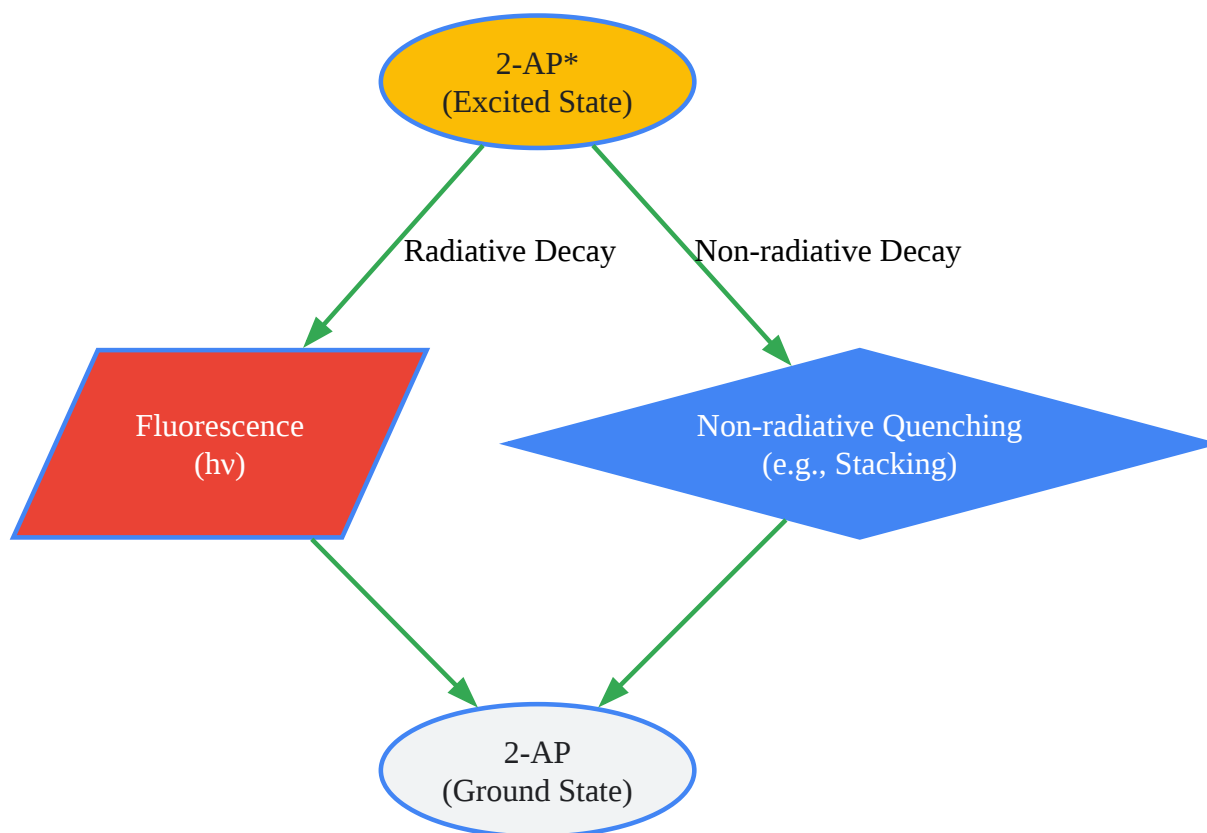 2-AP*
(Excited State)
Radiative Decay
Non-radiative Decay
Fluorescence
(hν)
Non-radiative Quenching
(e.g., Stacking)
2-AP
(Ground State)